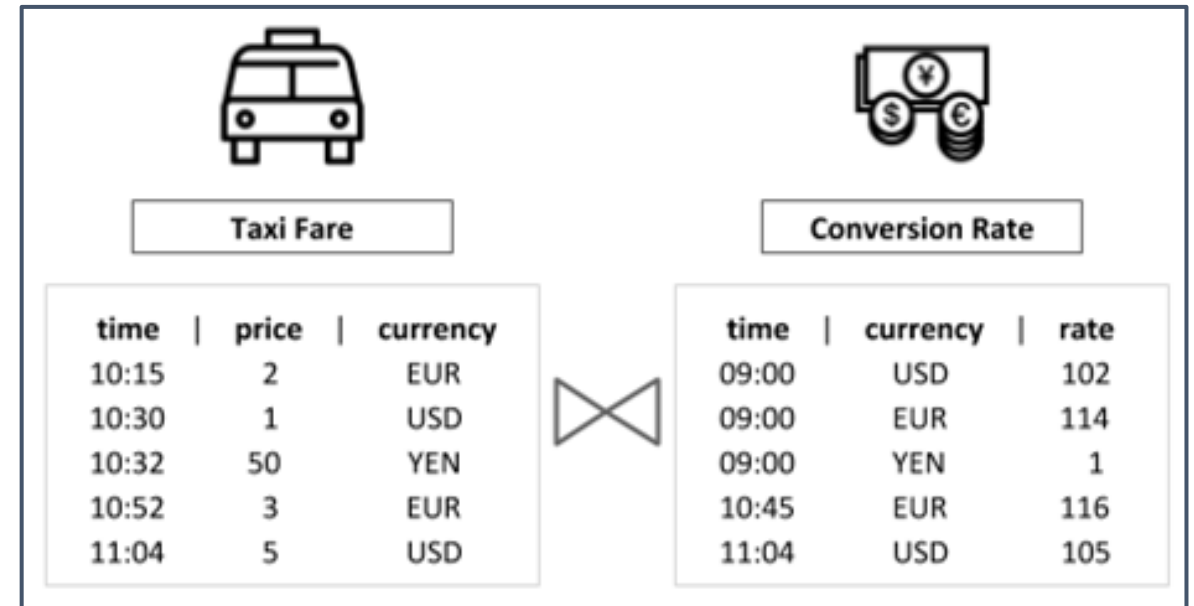 ¥
$ €
Taxi Fare
Conversion Rate
time | price | currency
10:15 2 EUR
10:30 1 USD
10:32 50 YEN
10:52 3 EUR
11:04 5 USD
time | currency | rate
09:00 USD 102
09:00 EUR 114
09:00 YEN 1
10:45 EUR 116
11:04 USD 105